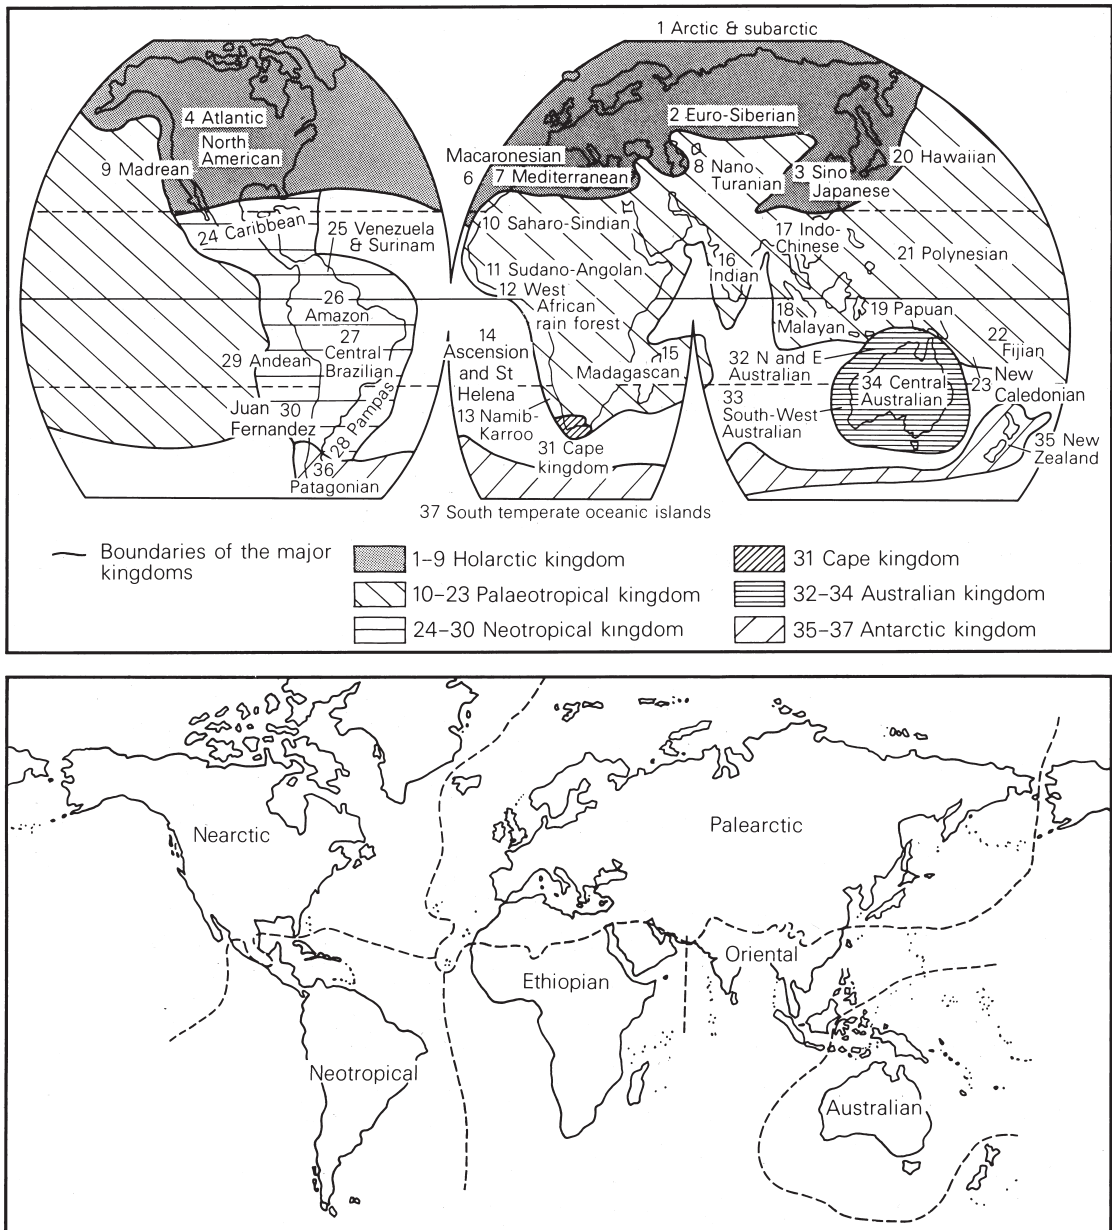 1 Arctic & subarctic
4 Atlantic
North
American
2 Euro-Siberian
9 Madrean
Macaronesian
6
7 Mediterranean
8 Nano
Turanian
3 Sino
Japanese
20 Hawaiian
24 Caribbean
25 Venezuela
& Surinam
10 Saharo-Sindian
17 Indo-
Chinese
21 Polynesian
11 Sudano-Angolan
16
Indian
12 West
African
rain forest
26
Amazon
18
Malayan
19 Papuan
27
Central
Brazilian
14
Ascension
and St
Helena
15
Madagascan
22
Fijian
29 Andean
32 N and E
Australian
New
23
Caledonian
34 Central
Australian
Juan 30
Fernandez
28 Pampas
13 Namib-
Karroo
33
South-West
Australian
31 Cape
kingdom
35 New
Zealand
36
Patagonian
37 South temperate oceanic islands
Boundaries of the major
kingdoms
1–9 Holarctic kingdom
10–23 Palaeotropical kingdom
24–30 Neotropical kingdom
31 Cape kingdom
32–34 Australian kingdom
35–37 Antarctic kingdom
Nearctic
Palearctic
Oriental
Ethiopian
Neotropical
Australian